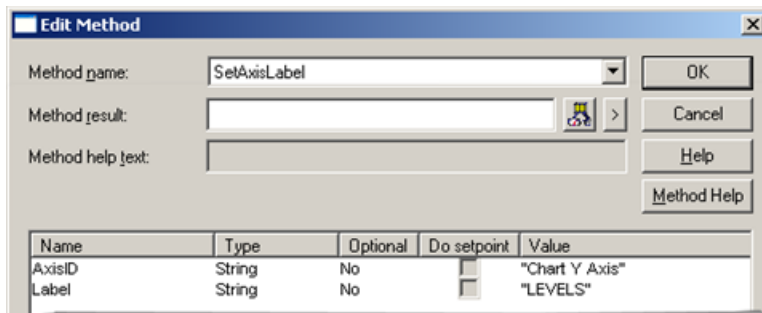 Edit Method
Method name: SetAxisLabel OK
Method result: > Cancel
Method help text: Help
Method Help
Name Type Optional Do setpoint Value
AxisID String No "Chart Y Axis"
Label String No "LEVELS"